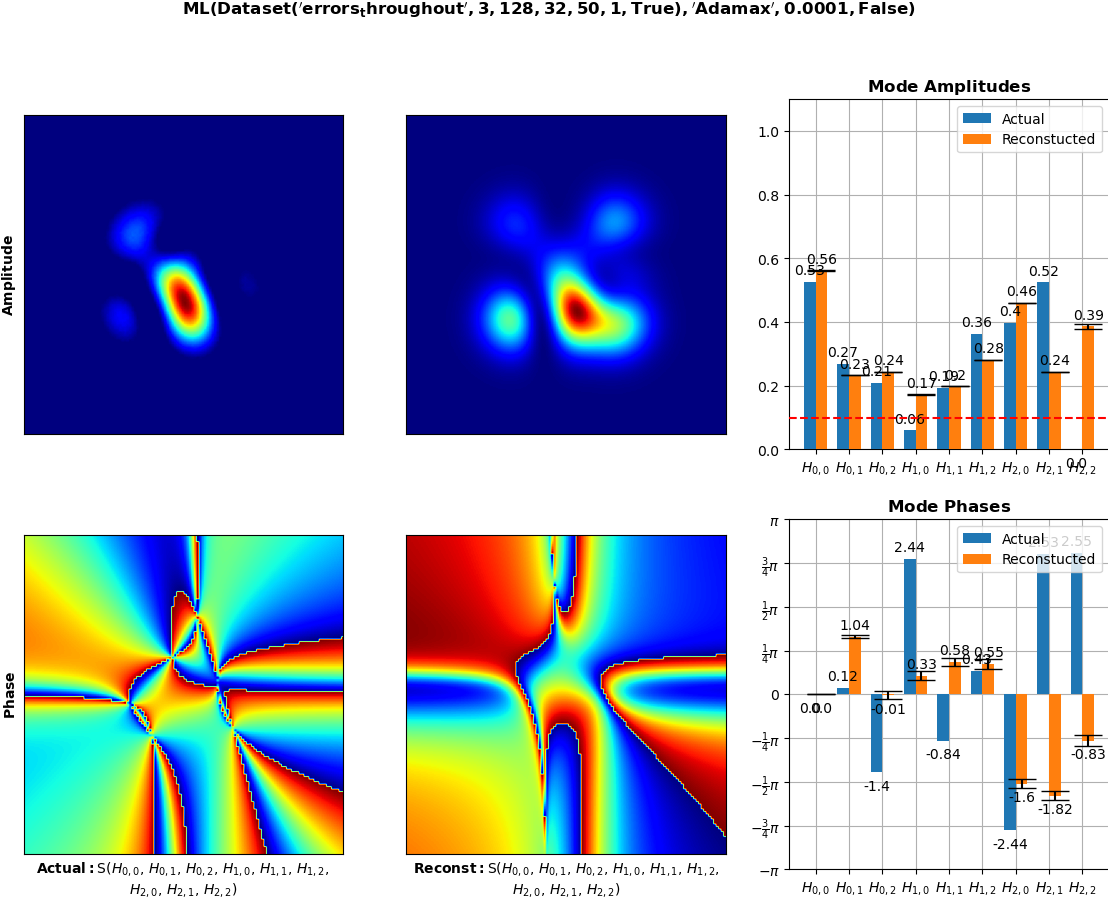 ML(Dataset('errors_throughout', 3, 128, 32, 50, 1, True), 'Adamax', 0.0001, False)
Amplitude
Mode Amplitudes
Actual
Reconstucted
1.0
0.8
0.6
0.4
0.2
0.0
0.53 0.56
0.27 0.23
0.21 0.24
0.06 0.17
0.19 0.2
0.36 0.28
0.4 0.46
0.52 0.24
0.0 0.39
H0,0 H0,1 H0,2 H1,0 H1,1 H1,2 H2,0 H2,1 H2,2
Phase
Mode Phases
Actual
Reconstucted
π
3/4π
1/2π
1/4π
0
−1/4π
−1/2π
−3/4π
−π
0.0 0.0
0.12 1.04
-1.4 -0.01
2.44 0.33
-0.84 0.58
0.43 0.55
-2.44 -1.6
2.53 -1.82
2.55 -0.83
H0,0 H0,1 H0,2 H1,0 H1,1 H1,2 H2,0 H2,1 H2,2
Actual: S(H0,0, H0,1, H0,2, H1,0, H1,1, H1,2,
H2,0, H2,1, H2,2)
Reconst: S(H0,0, H0,1, H0,2, H1,0, H1,1, H1,2,
H2,0, H2,1, H2,2)